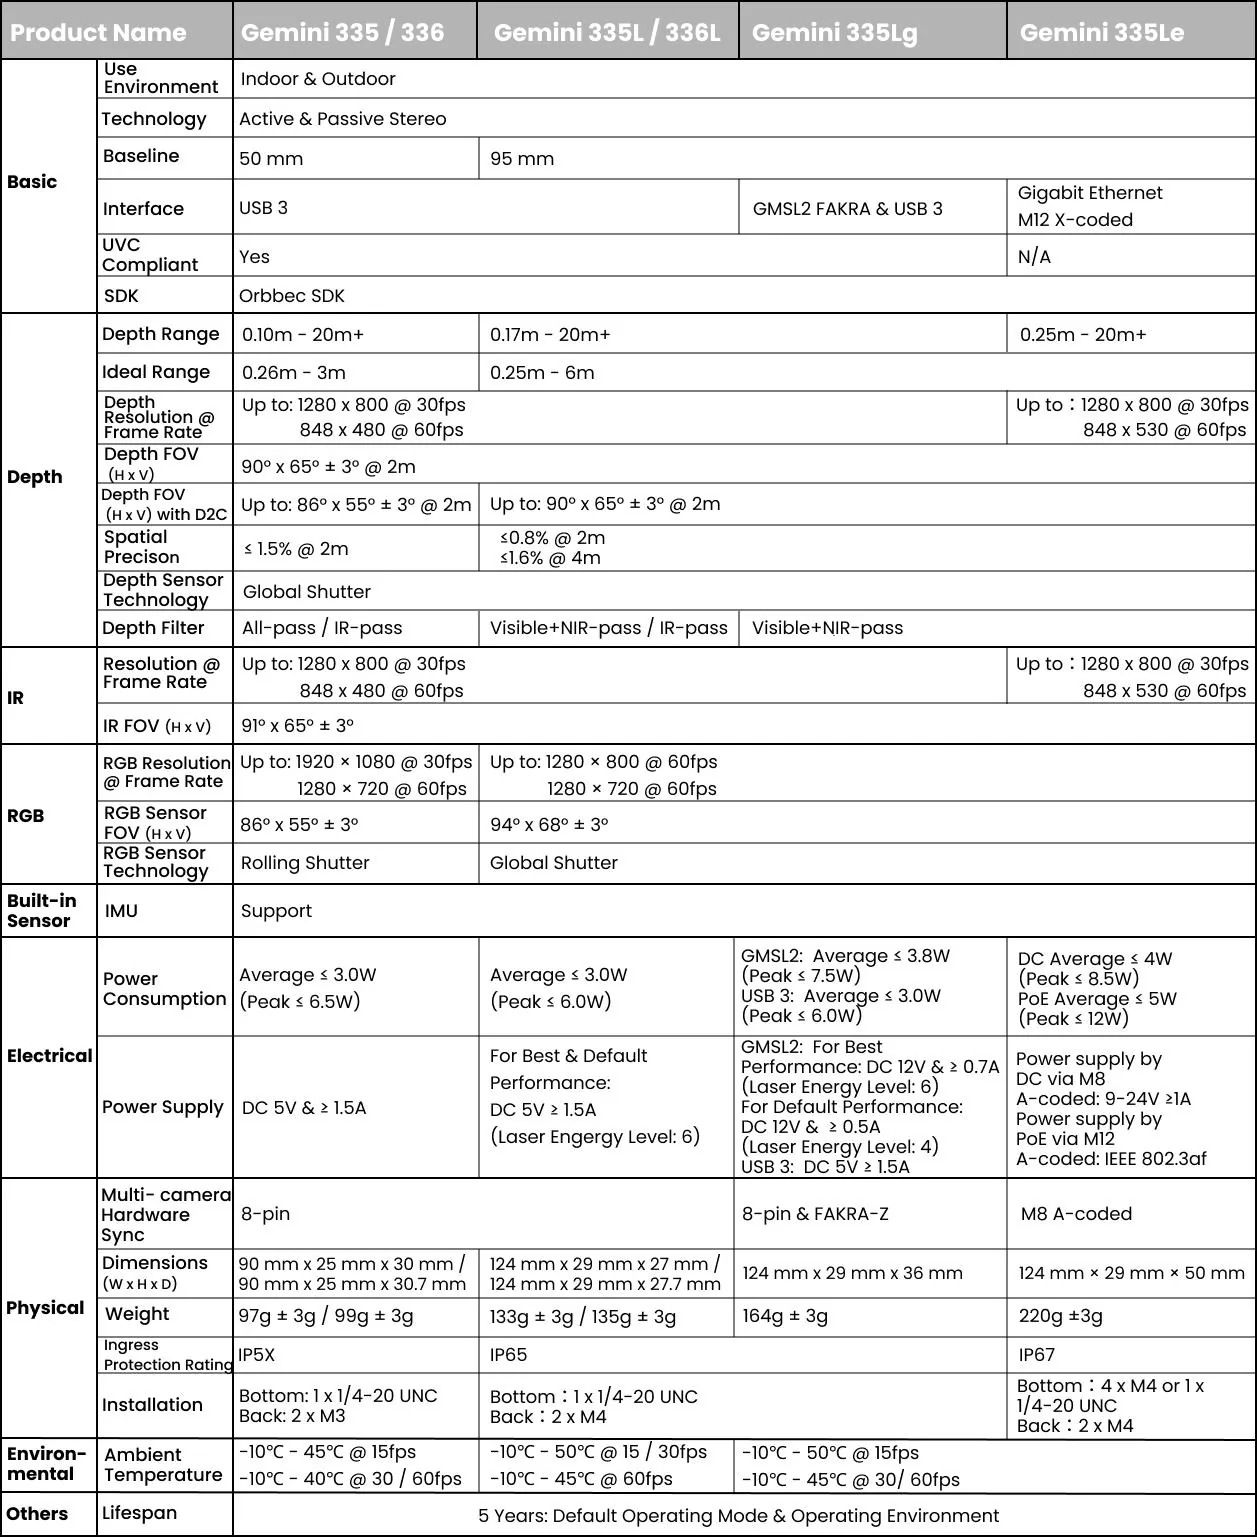 Product Name Gemini 335 / 336 Gemini 335L / 336L Gemini 335Lg Gemini 335Le
Basic
Use
Environment
Indoor & Outdoor
Technology
Active & Passive Stereo
Baseline
50 mm
95 mm
Interface
USB 3
GMSL2 FAKRA & USB 3
Gigabit Ethernet
M12 X-coded
UVC
Compliant
Yes
N/A
SDK
Orbbec SDK
Depth
Depth Range
0.10m - 20m+
0.17m - 20m+
0.25m - 20m+
Ideal Range
0.26m - 3m
0.25m - 6m
Depth
Resolution @
Frame Rate
Up to: 1280 x 800 @ 30fps
848 x 480 @ 60fps
Up to：1280 x 800 @ 30fps
848 x 530 @ 60fps
Depth FOV
(H x V)
90° x 65° ± 3° @ 2m
Depth FOV
(H x V) with D2C
Up to: 86° x 55° ± 3° @ 2m
Up to: 90° x 65° ± 3° @ 2m
Spatial
Precison
≤ 1.5% @ 2m
≤0.8% @ 2m
≤1.6% @ 4m
Depth Sensor
Technology
Global Shutter
Depth Filter
All-pass / IR-pass
Visible+NIR-pass / IR-pass
Visible+NIR-pass
IR
Resolution @
Frame Rate
Up to: 1280 x 800 @ 30fps
848 x 480 @ 60fps
Up to：1280 x 800 @ 30fps
848 x 530 @ 60fps
IR FOV (H x V)
91° x 65° ± 3°
RGB
RGB Resolution
@ Frame Rate
Up to: 1920 × 1080 @ 30fps
1280 × 720 @ 60fps
Up to: 1280 × 800 @ 60fps
1280 × 720 @ 60fps
RGB Sensor
FOV (H x V)
86° x 55° ± 3°
94° x 68° ± 3°
RGB Sensor
Technology
Rolling Shutter
Global Shutter
Built-in
Sensor
IMU
Support
Electrical
Power
Consumption
Average ≤ 3.0W
(Peak ≤ 6.5W)
Average ≤ 3.0W
(Peak ≤ 6.0W)
GMSL2: Average ≤ 3.8W
(Peak ≤ 7.5W)
USB 3: Average ≤ 3.0W
(Peak ≤ 6.0W)
DC Average ≤ 4W
(Peak ≤ 8.5W)
PoE Average ≤ 5W
(Peak ≤ 12W)
Power Supply
DC 5V & ≥ 1.5A
For Best & Default
Performance:
DC 5V ≥ 1.5A
(Laser Engergy Level: 6)
GMSL2: For Best
Performance: DC 12V & ≥ 0.7A
(Laser Energy Level: 6)
For Default Performance:
DC 12V & ≥ 0.5A
(Laser Energy Level: 4)
USB 3: DC 5V ≥ 1.5A
Power supply by
DC via M8
A-coded: 9-24V ≥1A
Power supply by
PoE via M12
A-coded: IEEE 802.3af
Physical
Multi- camera
Hardware
Sync
8-pin
8-pin & FAKRA-Z
M8 A-coded
Dimensions
(W x H x D)
90 mm x 25 mm x 30 mm /
90 mm x 25 mm x 30.7 mm
124 mm x 29 mm x 27 mm /
124 mm x 29 mm x 27.7 mm
124 mm x 29 mm x 36 mm
124 mm × 29 mm × 50 mm
Weight
97g ± 3g / 99g ± 3g
133g ± 3g / 135g ± 3g
164g ± 3g
220g ±3g
Ingress
Protection Rating
IP5X
IP65
IP67
Installation
Bottom: 1 x 1/4-20 UNC
Back: 2 x M3
Bottom：1 x 1/4-20 UNC
Back：2 x M4
Bottom：4 x M4 or 1 x
1/4-20 UNC
Back：2 x M4
Environ-
mental
Ambient
Temperature
-10℃ - 45℃ @ 15fps
-10℃ - 40℃ @ 30 / 60fps
-10℃ - 50℃ @ 15 / 30fps
-10℃ - 45℃ @ 60fps
-10℃ - 50℃ @ 15fps
-10℃ - 45℃ @ 30/ 60fps
Others
Lifespan
5 Years: Default Operating Mode & Operating Environment